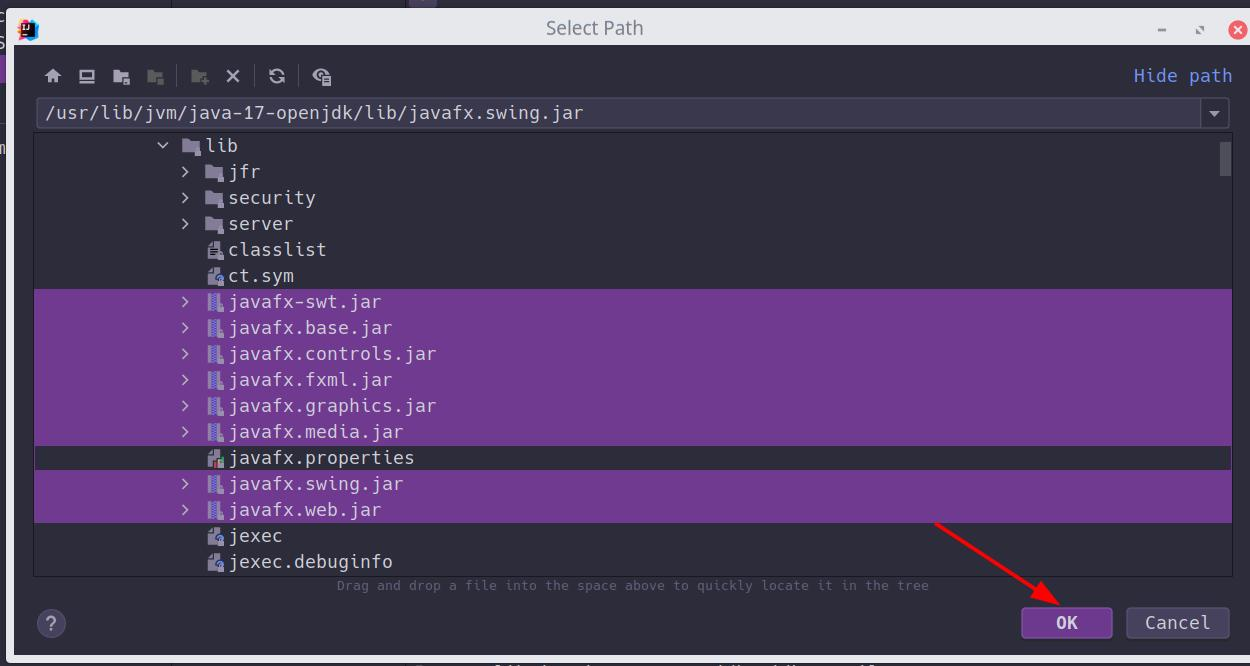 Select Path
Hide path
/usr/lib/jvm/java-17-openjdk/lib/javafx.swing.jar
lib
jfr
security
server
classlist
ct.sym
javafx-swt.jar
javafx.base.jar
javafx.controls.jar
javafx.fxml.jar
javafx.graphics.jar
javafx.media.jar
javafx.properties
javafx.swing.jar
javafx.web.jar
jexec
jexec.debuginfo
Drag and drop a file into the space above to quickly locate it in the tree
? OK Cancel